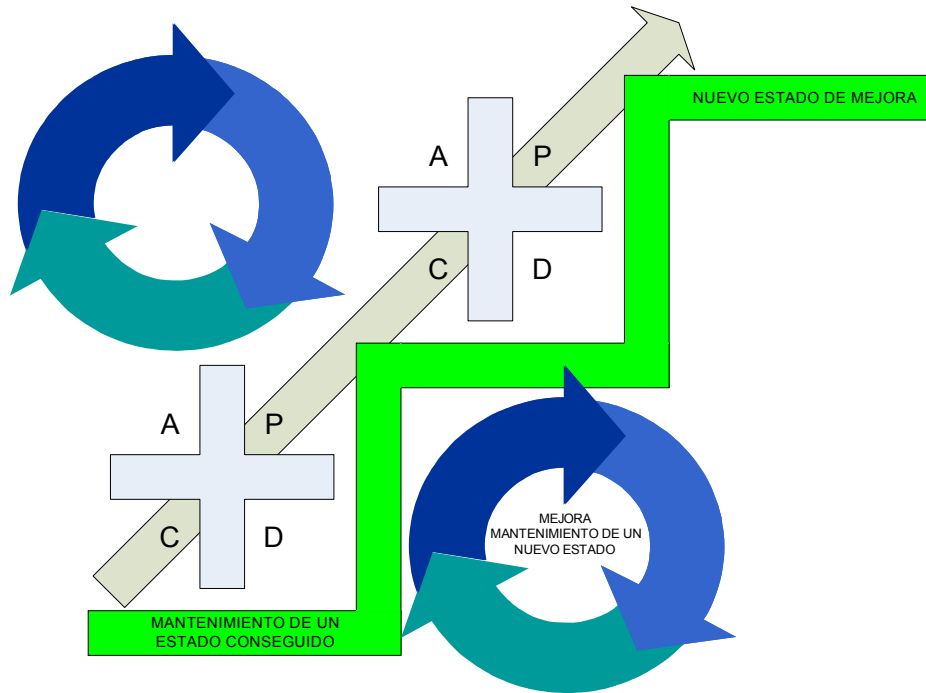 NUEVO ESTADO DE MEJORA
A P
C D
A P
C D
MEJORA
MANTENIMIENTO DE UN
NUEVO ESTADO
MANTENIMIENTO DE UN
ESTADO CONSEGUIDO